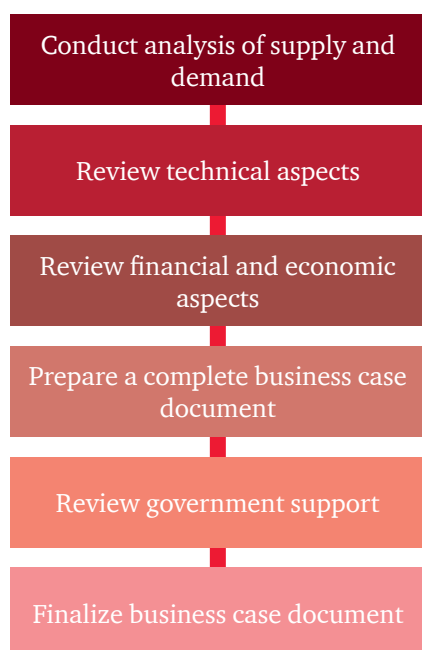 Conduct analysis of supply and
demand
Review technical aspects
Review financial and economic
aspects
Prepare a complete business case
document
Review government support
Finalize business case document